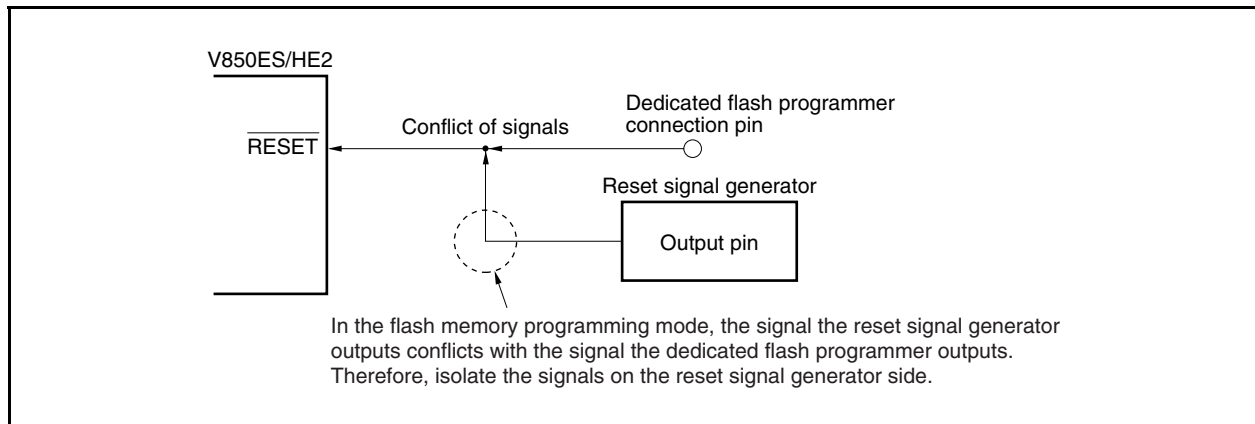 V850ES/HE2
Dedicated flash programmer
connection pin
Conflict of signals
RESET
Reset signal generator
Output pin
In the flash memory programming mode, the signal the reset signal generator
outputs conflicts with the signal the dedicated flash programmer outputs.
Therefore, isolate the signals on the reset signal generator side.